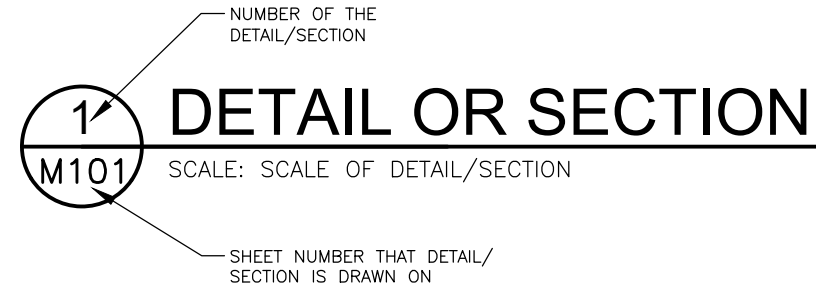 NUMBER OF THE
DETAIL/SECTION
1
DETAIL OR SECTION
M101
SCALE: SCALE OF DETAIL/SECTION
SHEET NUMBER THAT DETAIL/
SECTION IS DRAWN ON